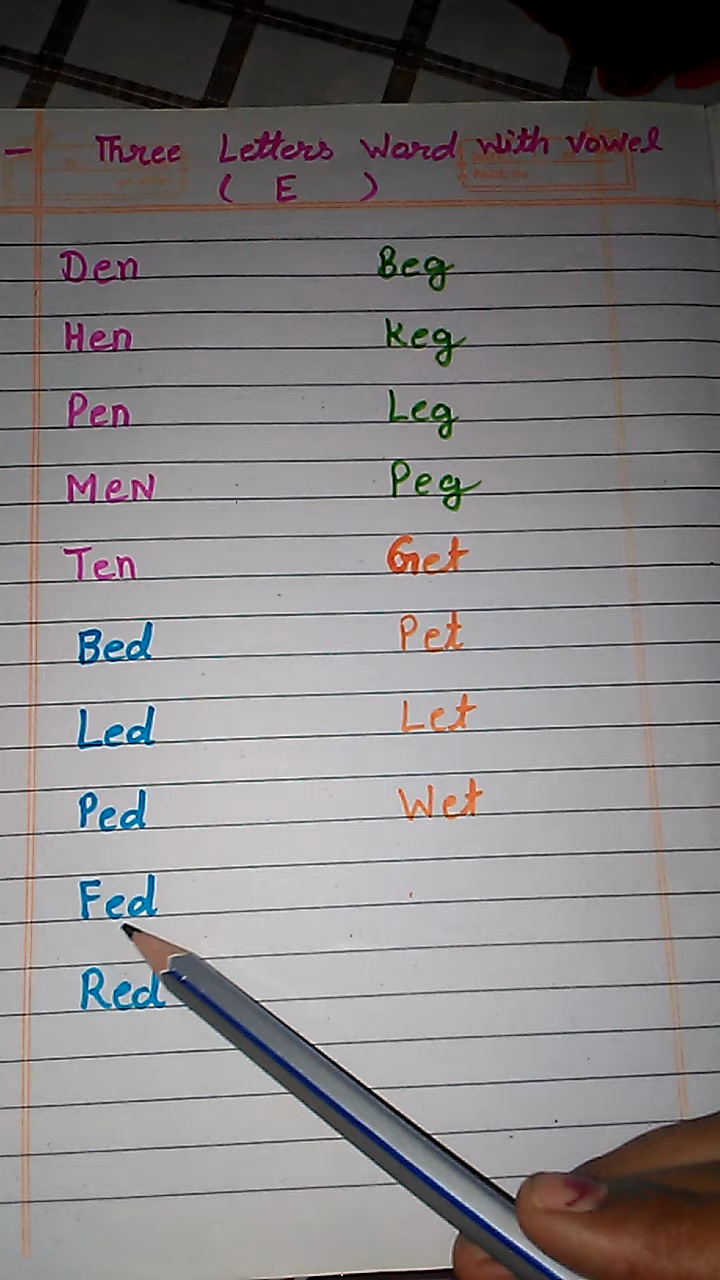 - Three Letters Word with vowel
( E )
Den
Hen
Pen
MeN
Ten
Bed
Led
Ped
Fed
Red
Beg
Keg
Leg
Peg
Get
Pet
Let
Wet